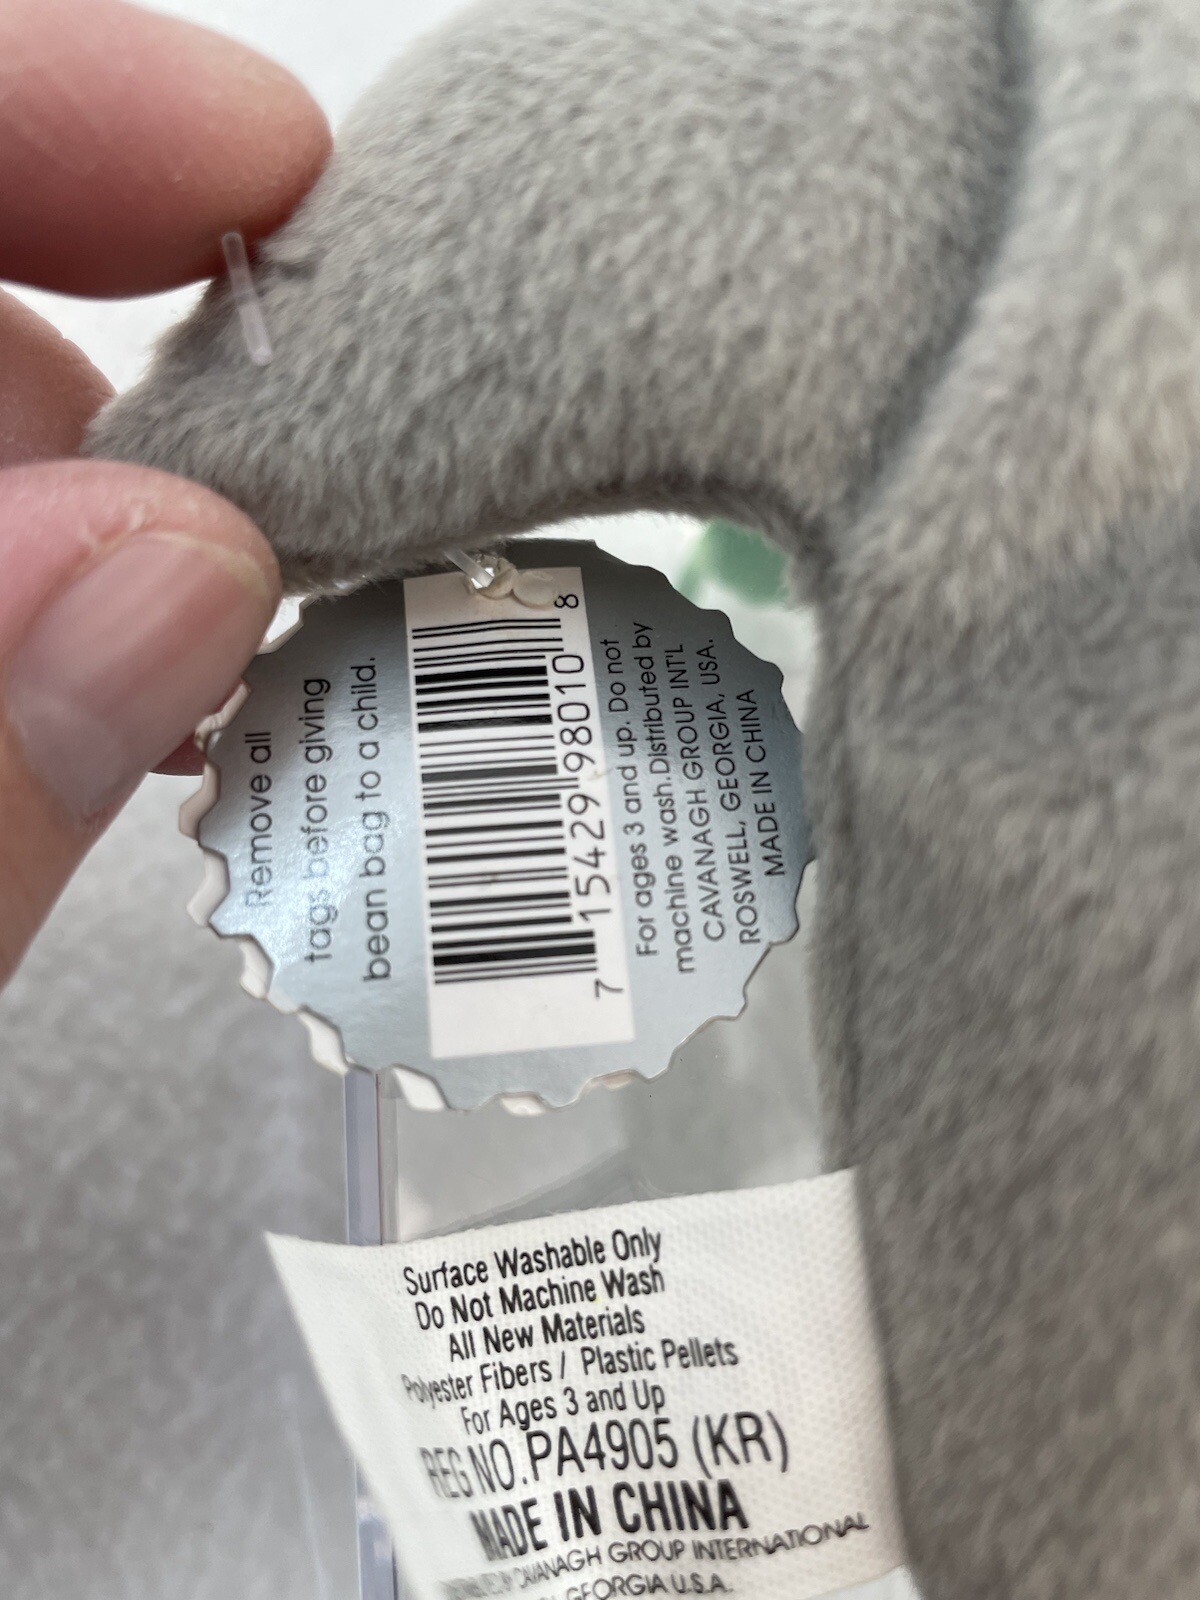 Remove all
tags before giving
bean bag to a child.
7 15429 98010 8
For ages 3 and up. Do not
machine wash. Distributed by
CAVANAGH GROUP INT'L
ROSWELL, GEORGIA, USA.
MADE IN CHINA
Surface Washable Only
Do Not Machine Wash
All New Materials
Polyester Fibers / Plastic Pellets
For Ages 3 and Up
REG NO.PA4905 (KR)
MADE IN CHINA
BY CAVANAGH GROUP INTERNATIONAL
GEORGIA U.S.A.